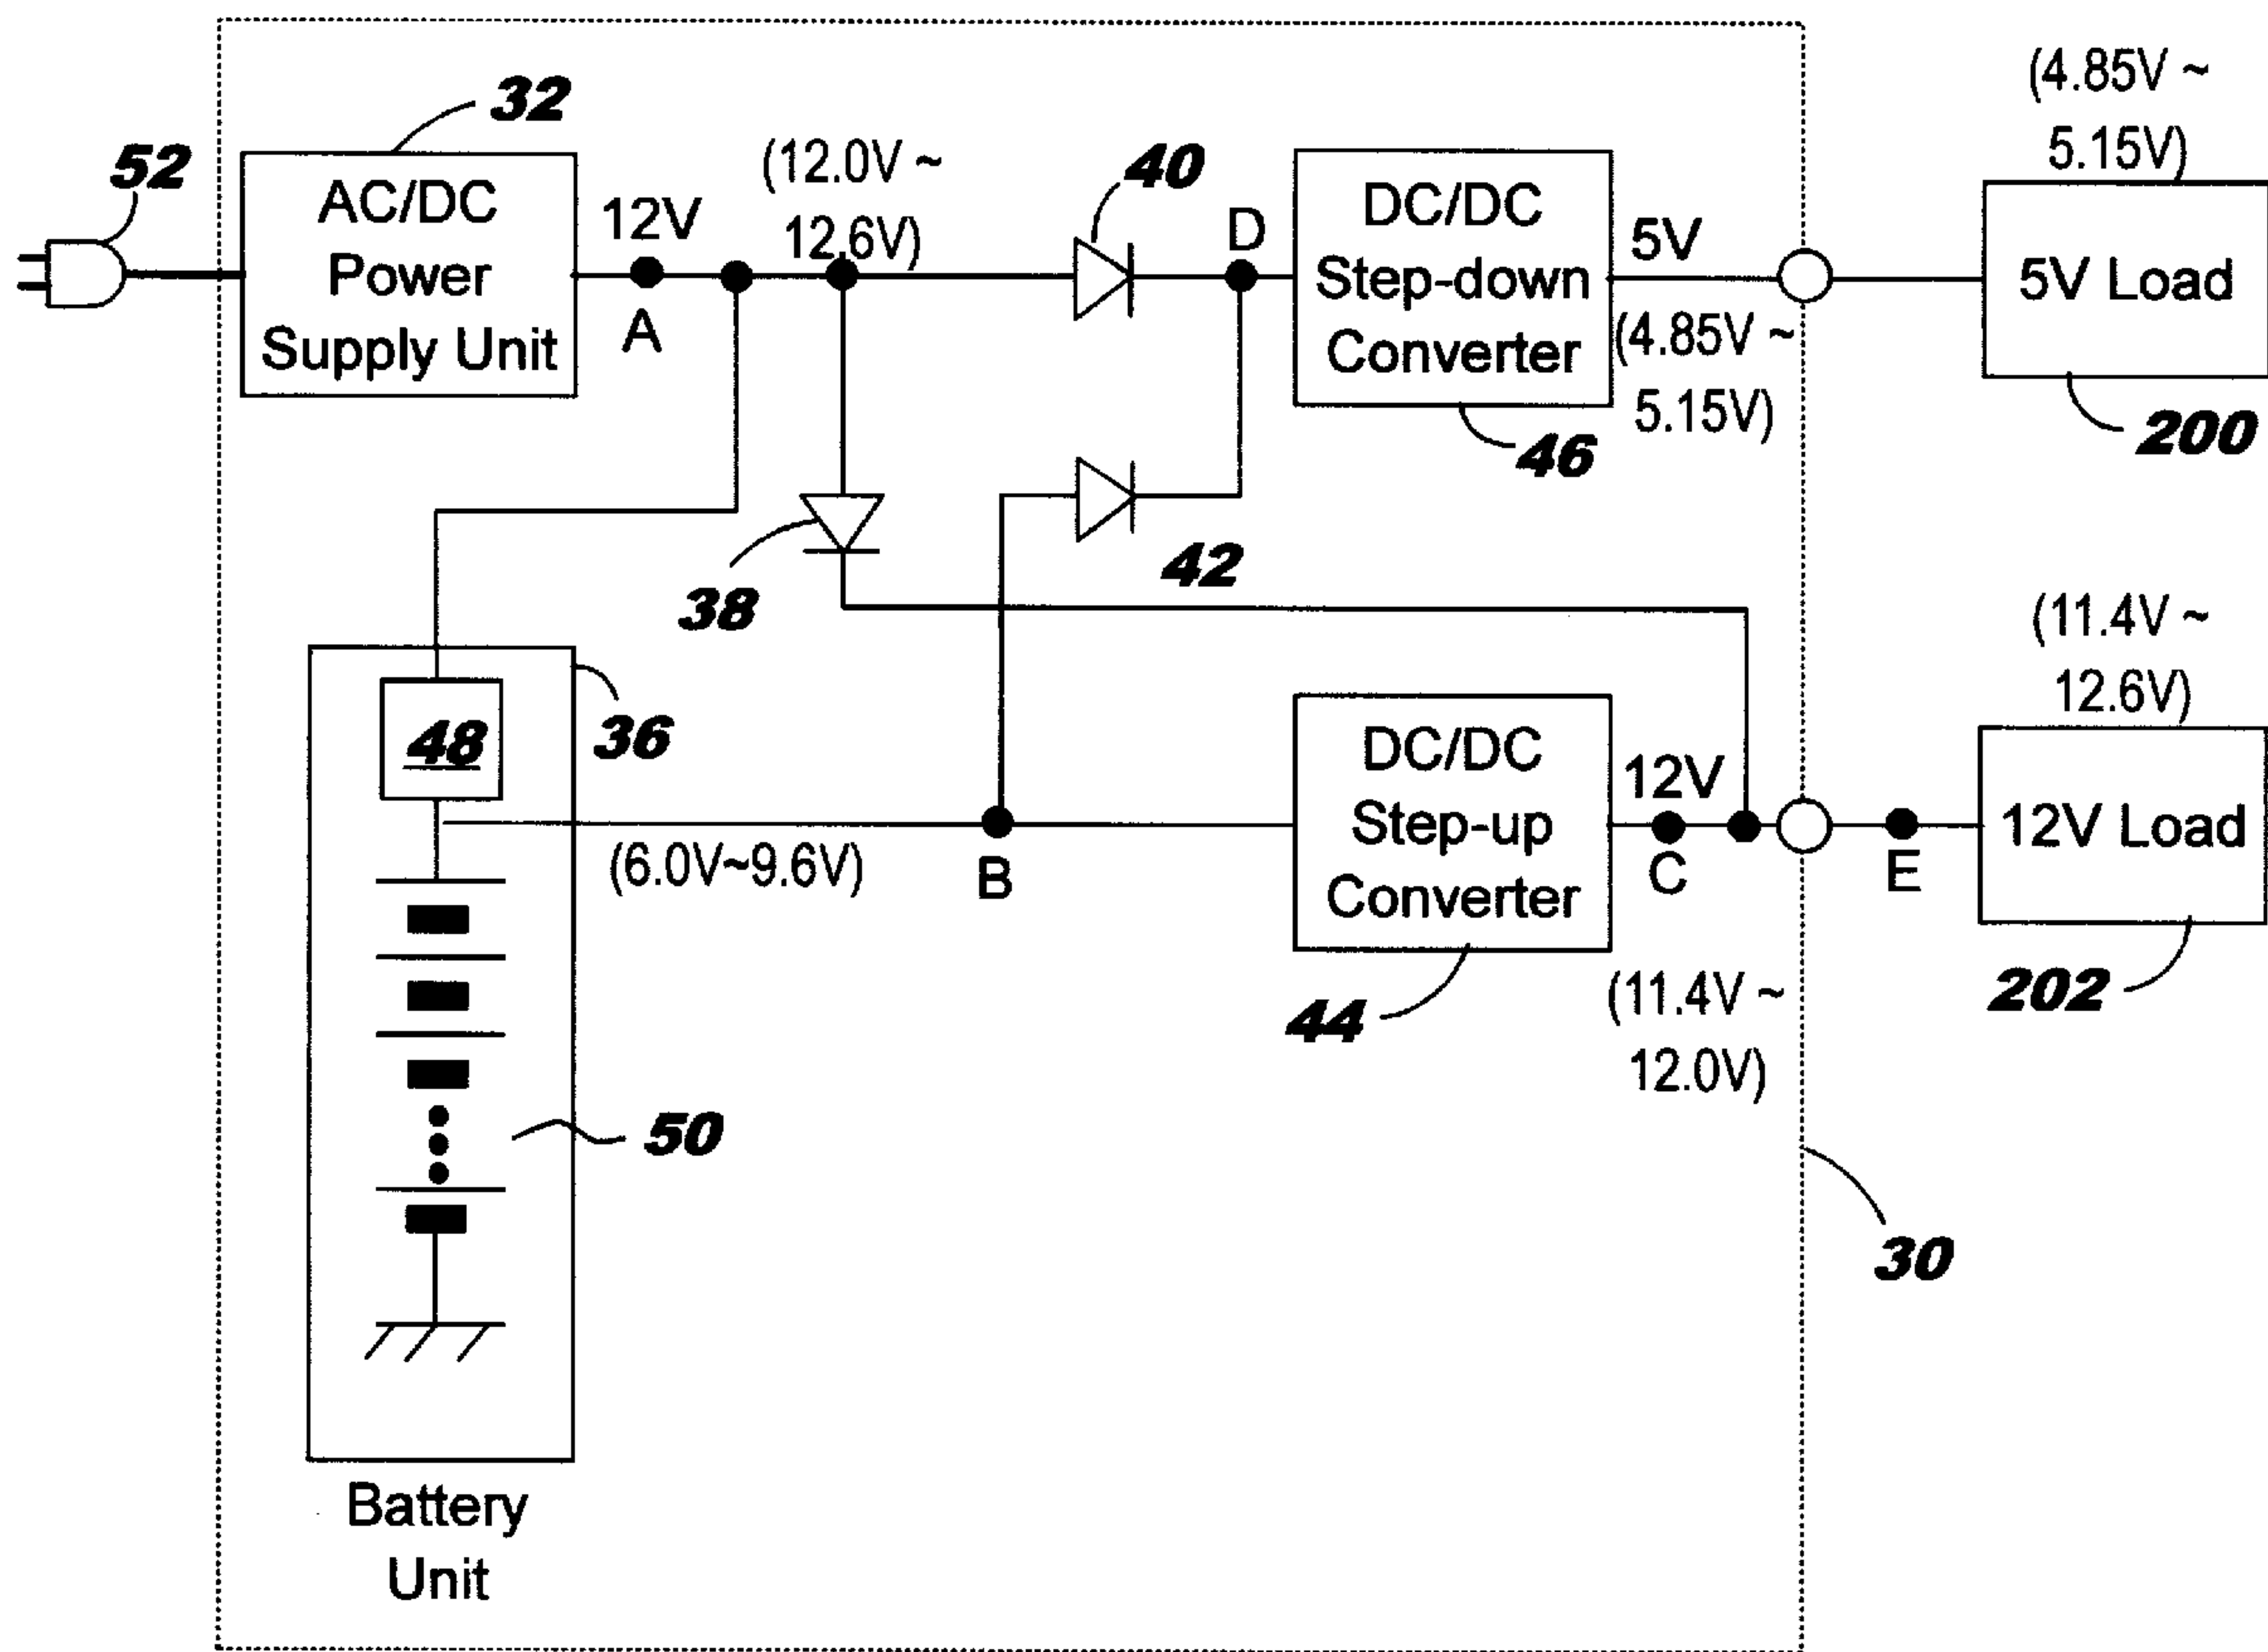 52
32
AC/DC
Power
Supply Unit
12V
A
(12.0V ~
12.6V)
40
D
DC/DC
Step-down
Converter
46
5V
(4.85V ~
5.15V)
(4.85V ~
5.15V)
5V Load
200
38
42
36
48
(6.0V~9.6V)
B
DC/DC
Step-up
Converter
44
12V
C
(11.4V ~
12.0V)
E
(11.4V ~
12.6V)
12V Load
202
50
30
Battery
Unit